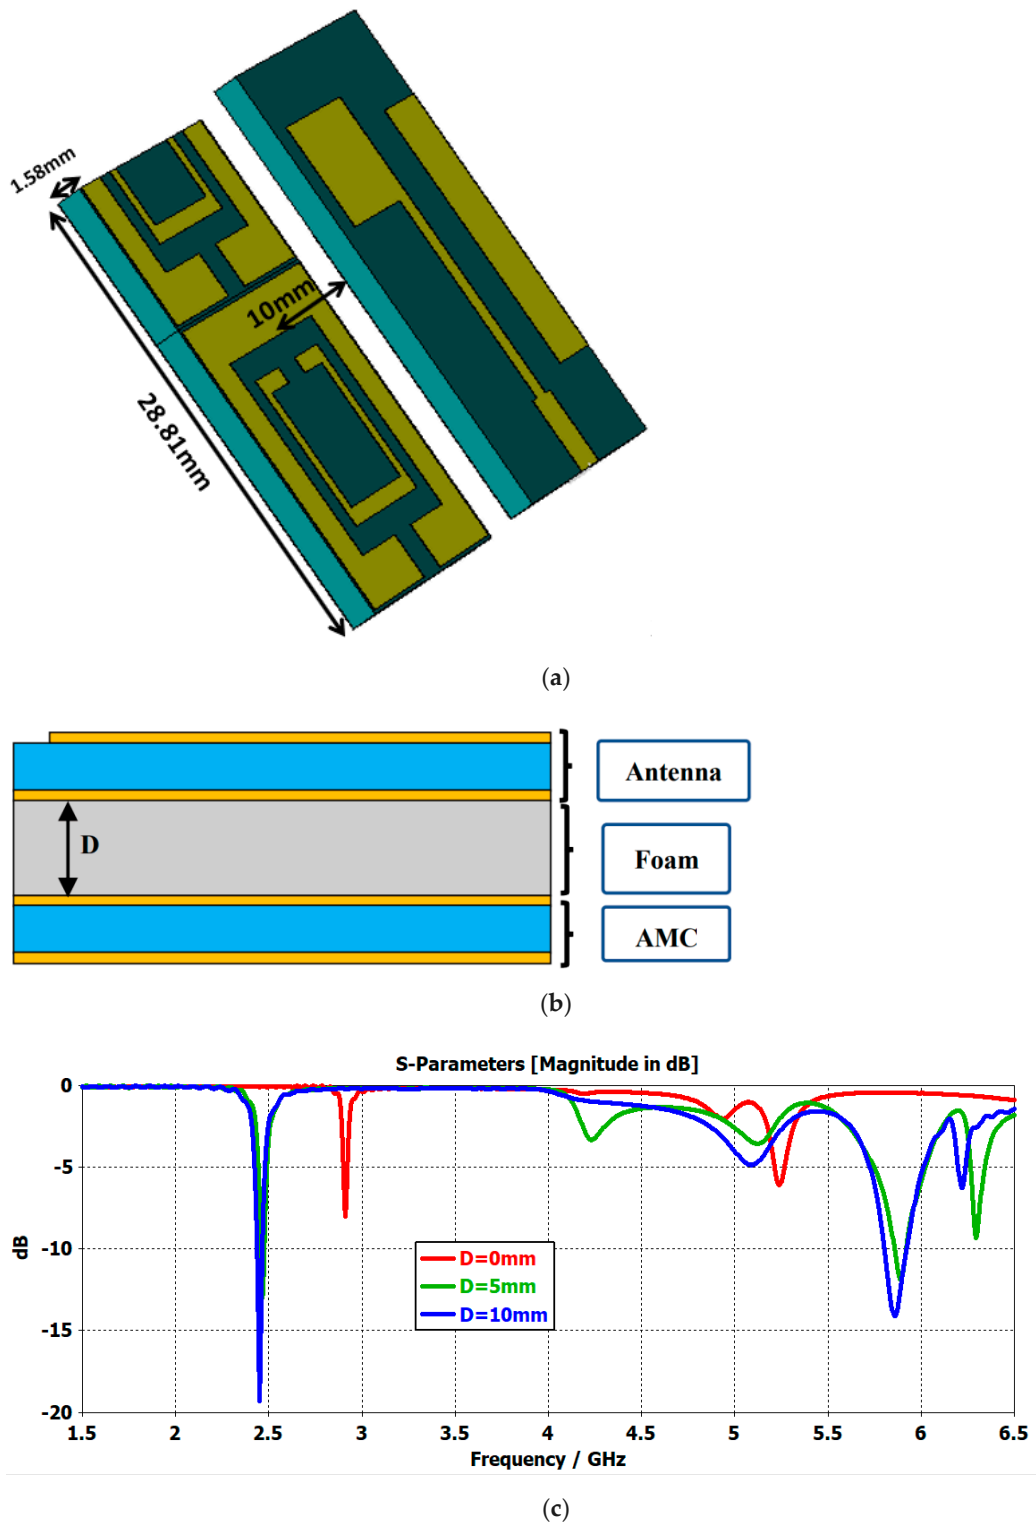 1.58mm
10mm
28.81mm
(a)
Antenna
D
Foam
AMC
(b)
S-Parameters [Magnitude in dB]
0
-5
-10
-15
-20
dB
D=0mm
D=5mm
D=10mm
1.5 2 2.5 3 3.5 4 4.5 5 5.5 6 6.5
Frequency / GHz
(c)